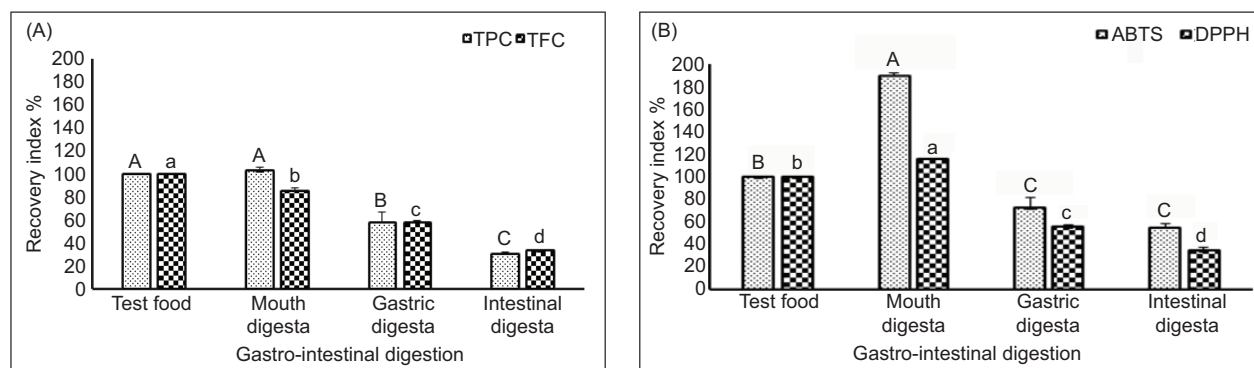 (A)
TPC TFC
Recovery index %
200
180
160
140
120
100
80
60
40
20
0
A a
A b
B c
C d
Test food Mouth digesta Gastric digesta Intestinal digesta
Gastro-intestinal digestion
(B)
ABTS DPPH
Recovery index %
200
180
160
140
120
100
80
60
40
20
0
B b
A a
C c
C d
Test food Mouth digesta Gastric digesta Intestinal digesta
Gastro-intestinal digestion